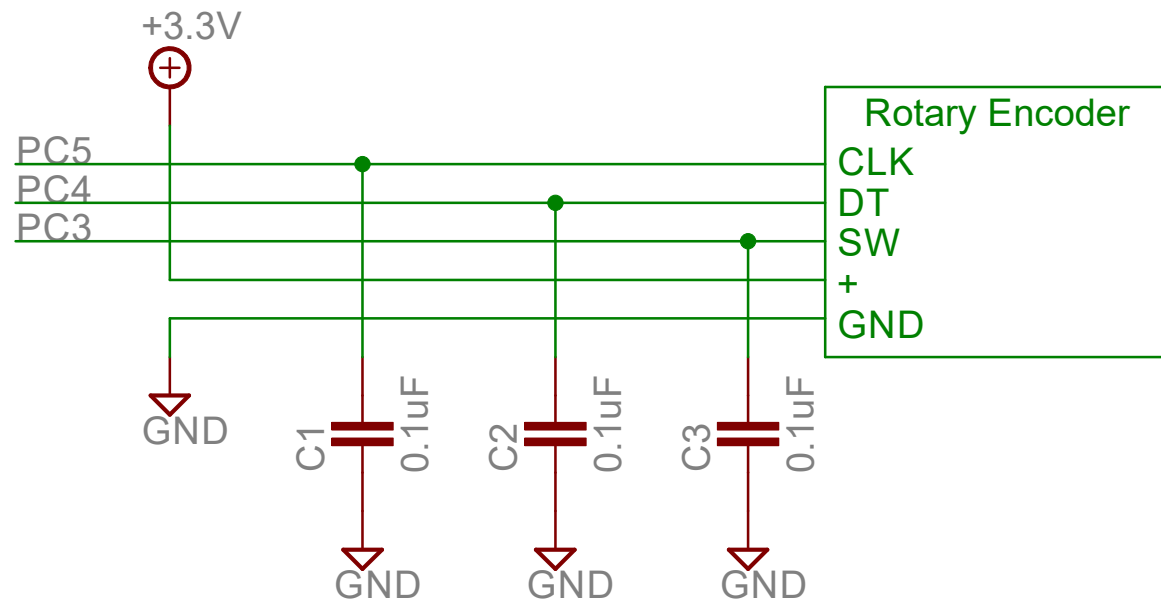 +3.3V
Rotary Encoder
PC5
CLK
PC4
DT
PC3
SW
+
GND
GND
C1
0.1uF
C2
0.1uF
C3
0.1uF
GND
GND
GND